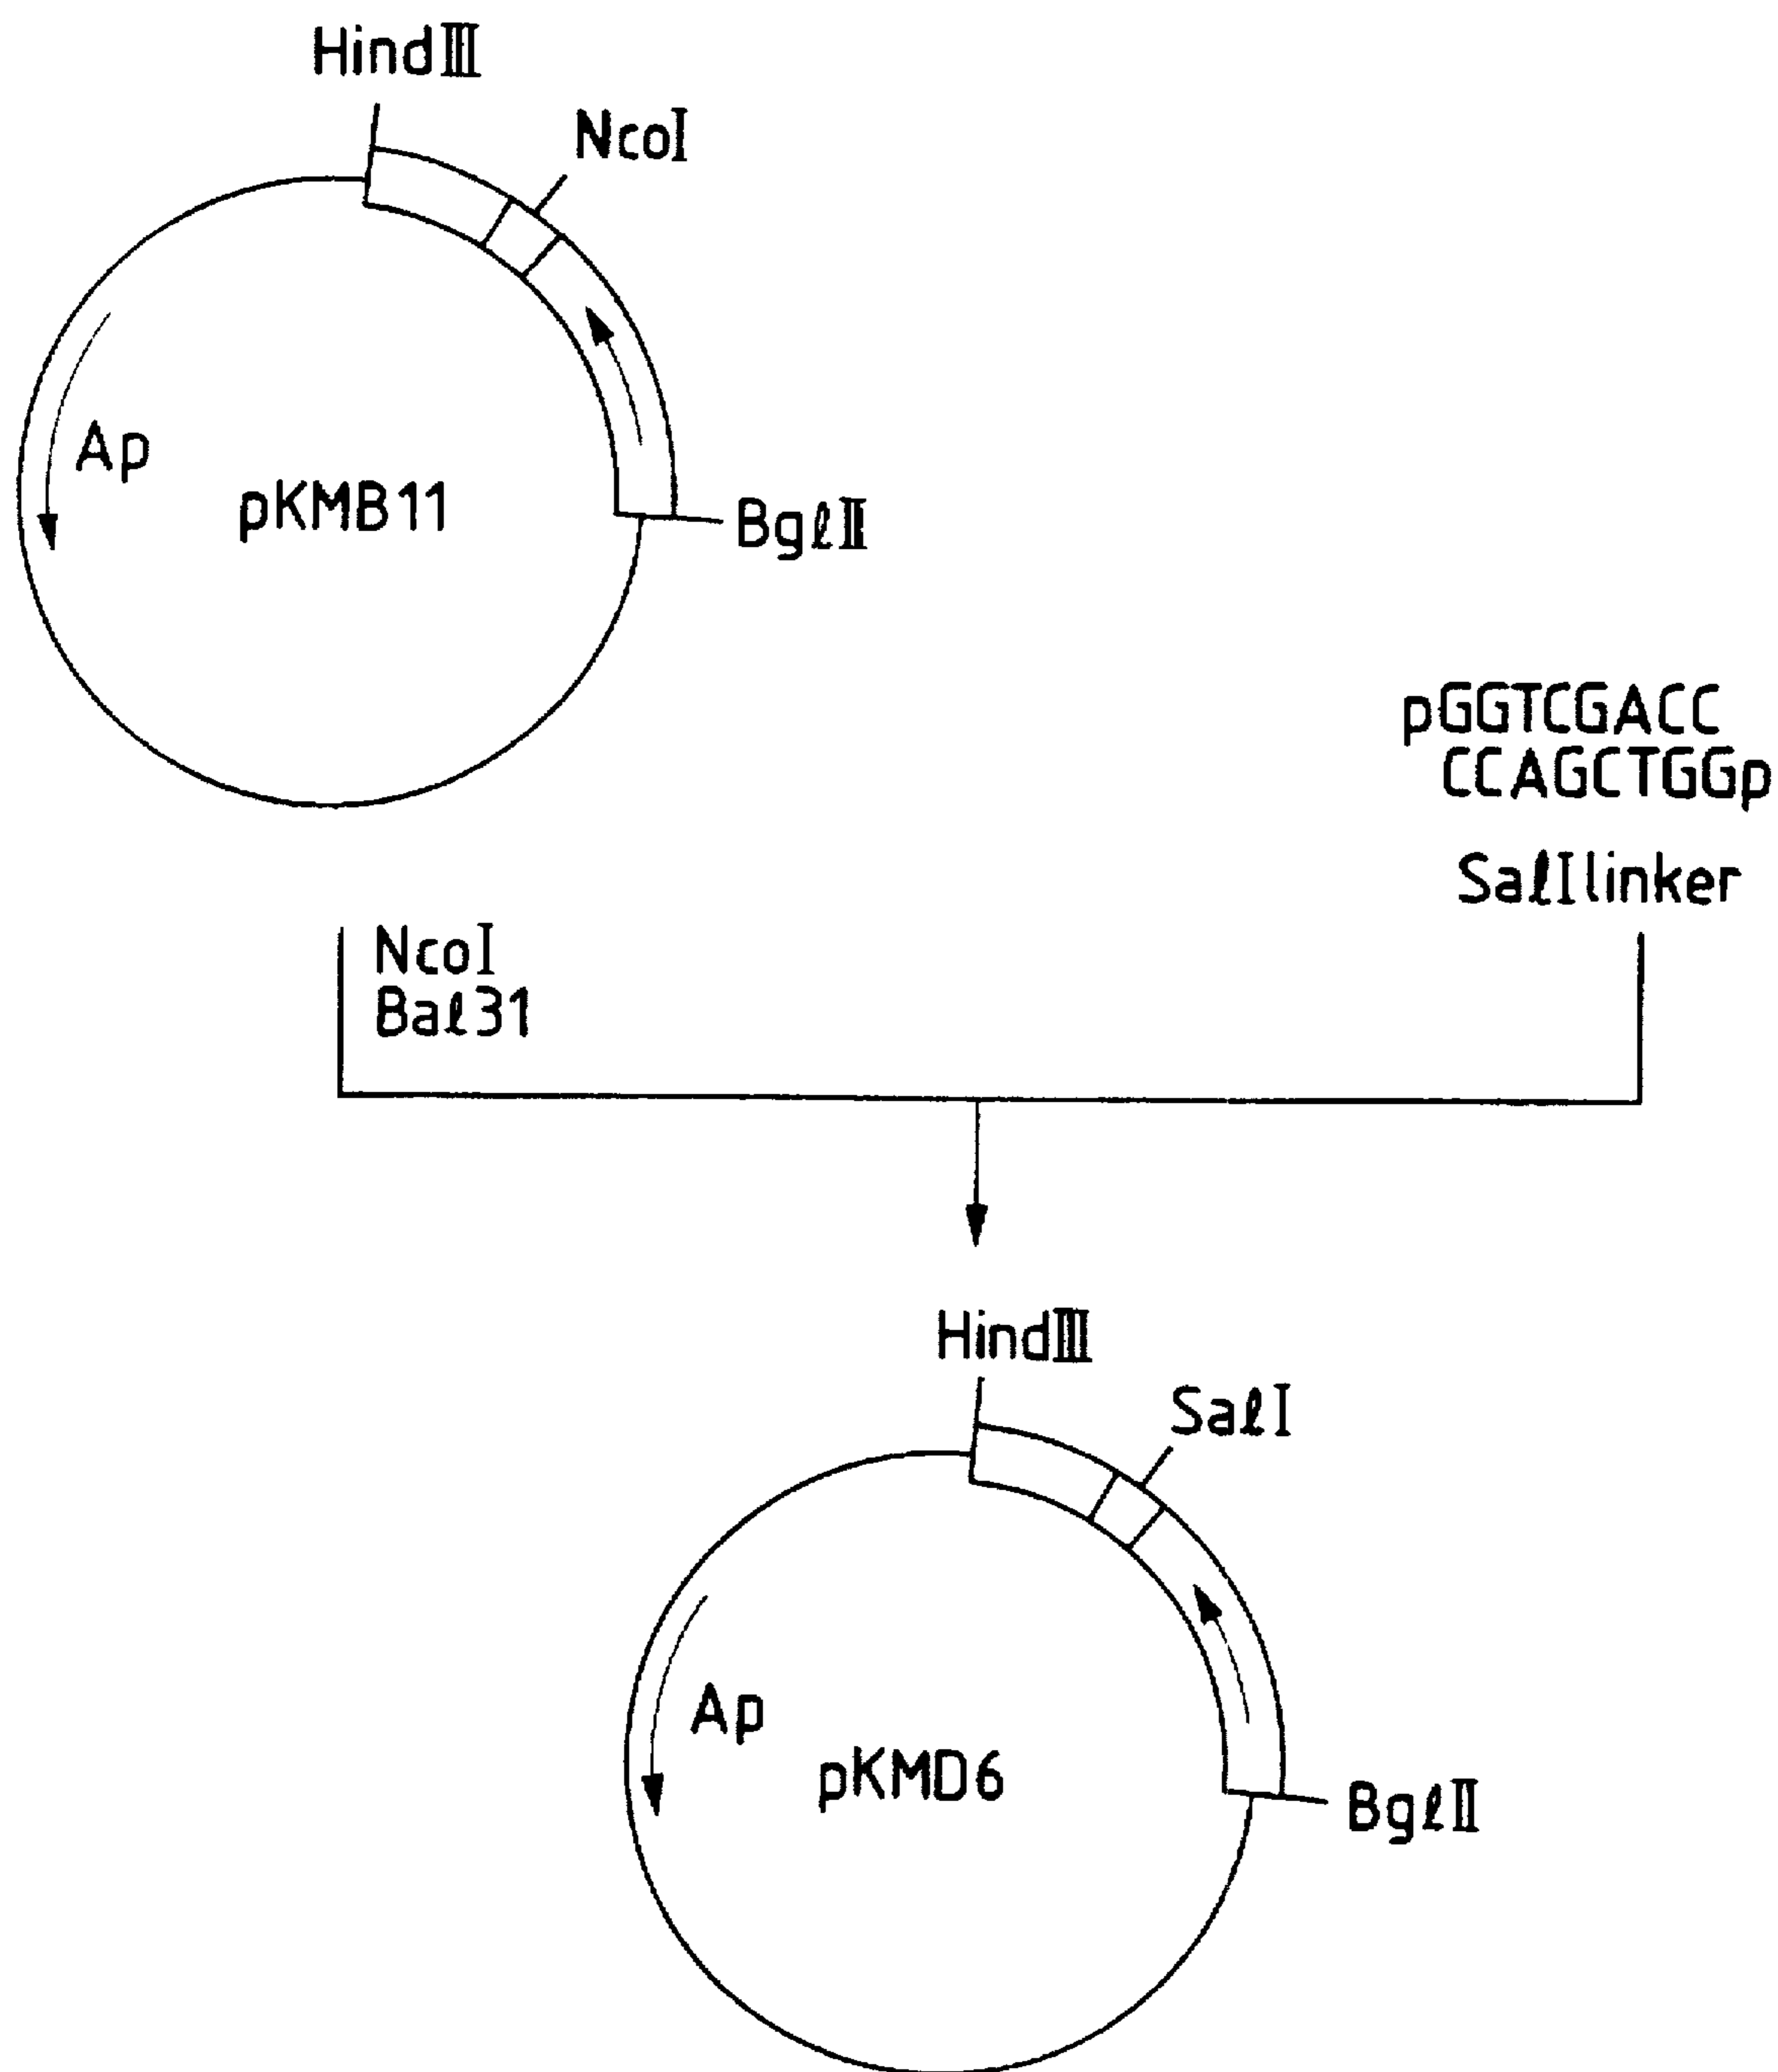 HindⅢ
NcoI
Ap
pKMB11
BglⅡ
pGGTCGACC
CCAGCTGGp
SalI linker
NcoI
Bal31
HindⅢ
SalI
Ap
pKMD6
BglⅡ